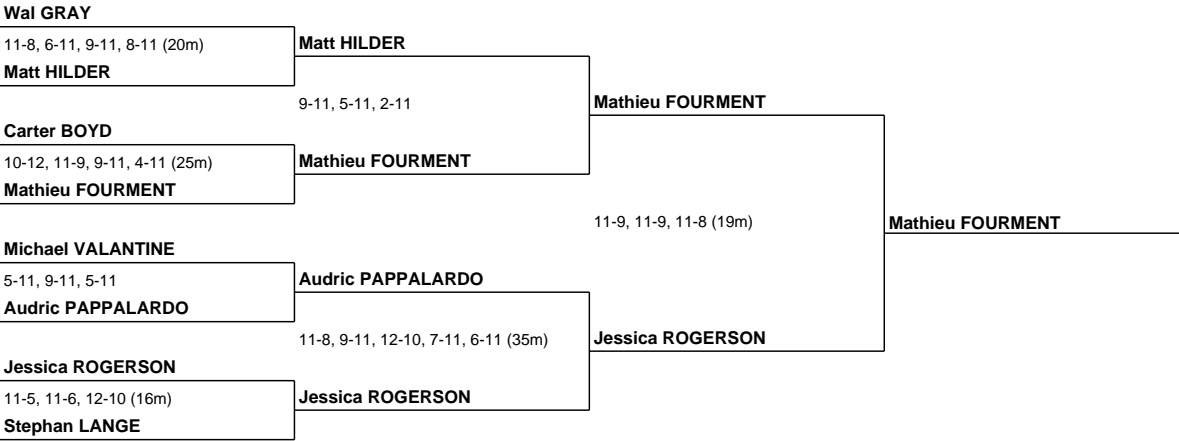 Wal GRAY
11-8, 6-11, 9-11, 8-11 (20m)
Matt HILDER
Matt HILDER
9-11, 5-11, 2-11
Mathieu FOURMENT
Carter BOYD
10-12, 11-9, 9-11, 4-11 (25m)
Mathieu FOURMENT
Mathieu FOURMENT
11-9, 11-9, 11-8 (19m)
Mathieu FOURMENT
Michael VALANTINE
5-11, 9-11, 5-11
Audric PAPPALARDO
Audric PAPPALARDO
11-8, 9-11, 12-10, 7-11, 6-11 (35m)
Jessica ROGERSON
Jessica ROGERSON
11-5, 11-6, 12-10 (16m)
Stephan LANGE
Jessica ROGERSON